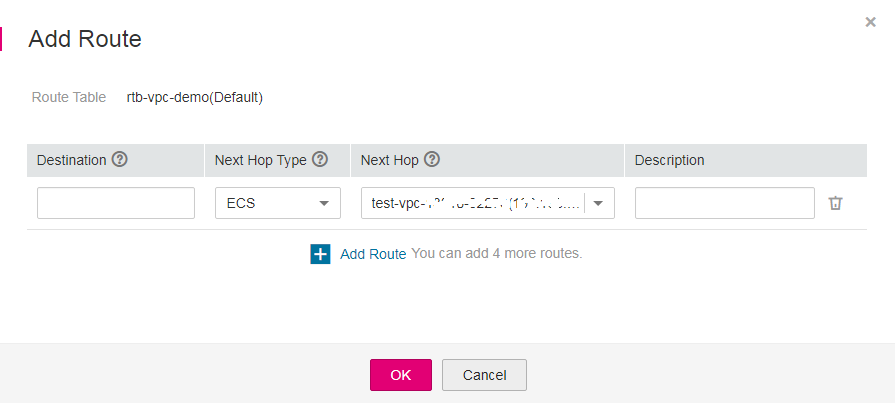 Add Route
Route Table rtb-vpc-demo(Default)
Destination ? Next Hop Type ? Next Hop ? Description
ECS test-vpc-
Add Route You can add 4 more routes.
OK Cancel